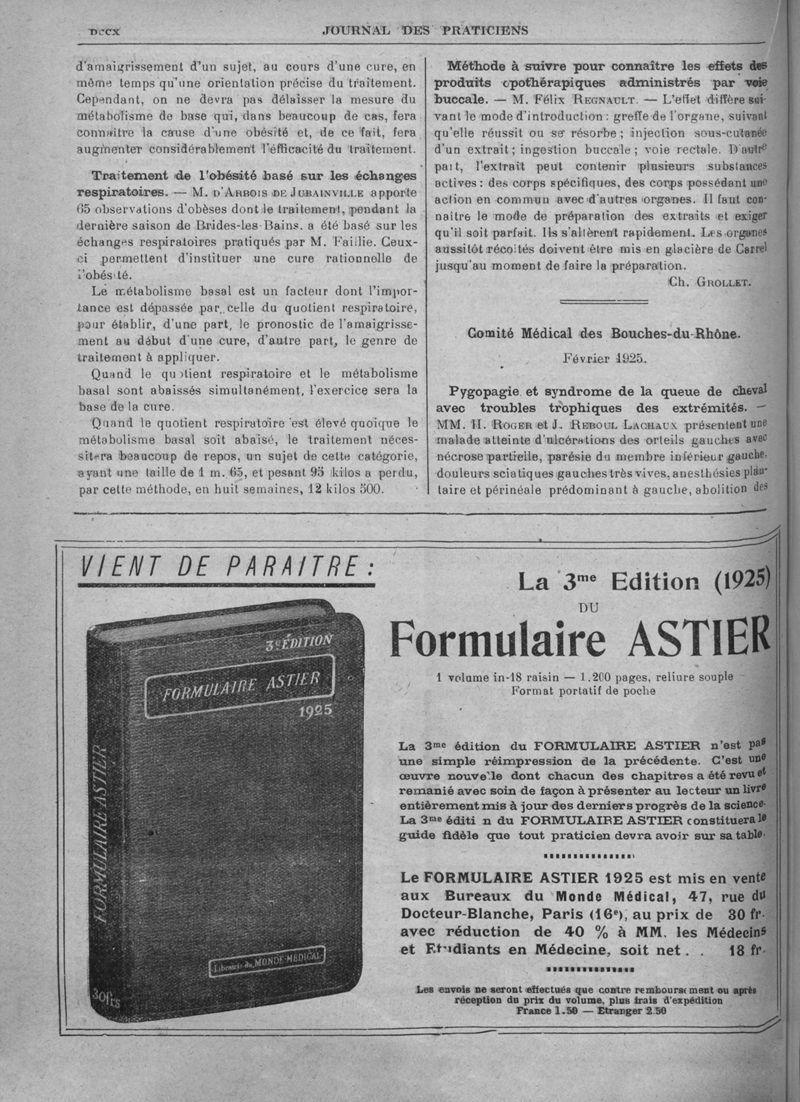 DCCX
JOURNAL DES PRATICIENS
d'amaigrissement d'un sujet, au cours d'une cure, en
même temps qu'une orientation précise du traitement.
Cependant, on ne devra pas délaisser la mesure du
métabolisme de base qui, dans beaucoup de cas, fera
connaître la cause d'une obésité et, de ce fait, fera
augmenter considérablement l'efficacité du traitement.
Traitement de l'obésité basé sur les échanges
respiratoires. — M. D'ARBOIS DE JUBAINVILLE apporte
65 observations d'obèses dont le traitement, pendant la
dernière saison de Brides-les-Bains, a été basé sur les
échanges respiratoires pratiqués par M. Faillie. Ceux-
ci permettent d'instituer une cure rationnelle de
l'obésité.
Le métabolisme basal est un facteur dont l'impor-
tance est dépassée par celle du quotient respiratoire,
pour établir, d'une part, le pronostic de l'amaigrisse-
ment au début d'une cure, d'autre part, le genre de
traitement à appliquer.
Quand le quotient respiratoire et le métabolisme
basal sont abaissés simultanément, l'exercice sera la
base de la cure.
Quand le quotient respiratoire est élevé quoique le
métabolisme basal soit abaisé, le traitement néces-
sitera beaucoup de repos, un sujet de cette catégorie,
ayant une taille de 1 m. 65, et pesant 95 kilos a perdu,
par cette méthode, en huit semaines, 12 kilos 500.
Méthode à suivre pour connaître les effets des
produits opothérapiques administrés par voie
buccale. — M. Félix REGNAULT. — L'effet diffère sui-
vant le mode d'introduction : greffe de l'organe, suivant
qu'elle réussit ou se résorbe ; injection sous-cutanée
d'un extrait ; ingestion buccale ; voie rectale. D'autre
part, l'extrait peut contenir plusieurs substances
actives : des corps spécifiques, des corps possédant une
action en commun avec d'autres organes. Il faut con-
naître le mode de préparation des extraits et exiger
qu'il soit parfait. Ils s'altèrent rapidement. Les organes
aussitôt récoltés doivent être mis en glacière de Carrel
jusqu'au moment de faire la préparation.
Ch. GROLLET.
Comité Médical des Bouches-du-Rhône.
Février 1925.
Pygopagie et syndrome de la queue de cheval
avec troubles trophiques des extrémités. —
MM. H. ROGER et J. REBOUL LACHAUX présentent une
malade atteinte d'ulcérations des orteils gauches avec
nécrose partielle, parésie du membre inférieur gauche,
douleurs sciatiques gauches très vives, anesthésies plan-
taire et périnéale prédominant à gauche, abolition des
VIENT DE PARAITRE :
3e ÉDITION
FORMULAIRE ASTIER
1925
FORMULAIRE ASTIER
Librairie du MONDE MÉDICAL
30frs
La 3me Edition (1925)
DU
Formulaire ASTIER
1 volume in-18 raisin — 1.200 pages, reliure souple
Format portatif de poche
La 3me édition du FORMULAIRE ASTIER n'est pas
une simple réimpression de la précédente. C'est une
œuvre nouvelle dont chacun des chapitres a été revu et
remanié avec soin de façon à présenter au lecteur un livre
entièrement mis à jour des derniers progrès de la science.
La 3me éditi n du FORMULAIRE ASTIER constituera le
guide fidèle que tout praticien devra avoir sur sa table.
Le FORMULAIRE ASTIER 1925 est mis en vente
aux Bureaux du Monde Médical, 47, rue du
Docteur-Blanche, Paris (16e), au prix de 30 fr.
avec réduction de 40 % à MM. les Médecins
et Etudiants en Médecine, soit net . . 18 fr.
Les envois ne seront effectués que contre remboursement ou après
réception du prix du volume, plus frais d'expédition
France 1.50 — Etranger 2.50